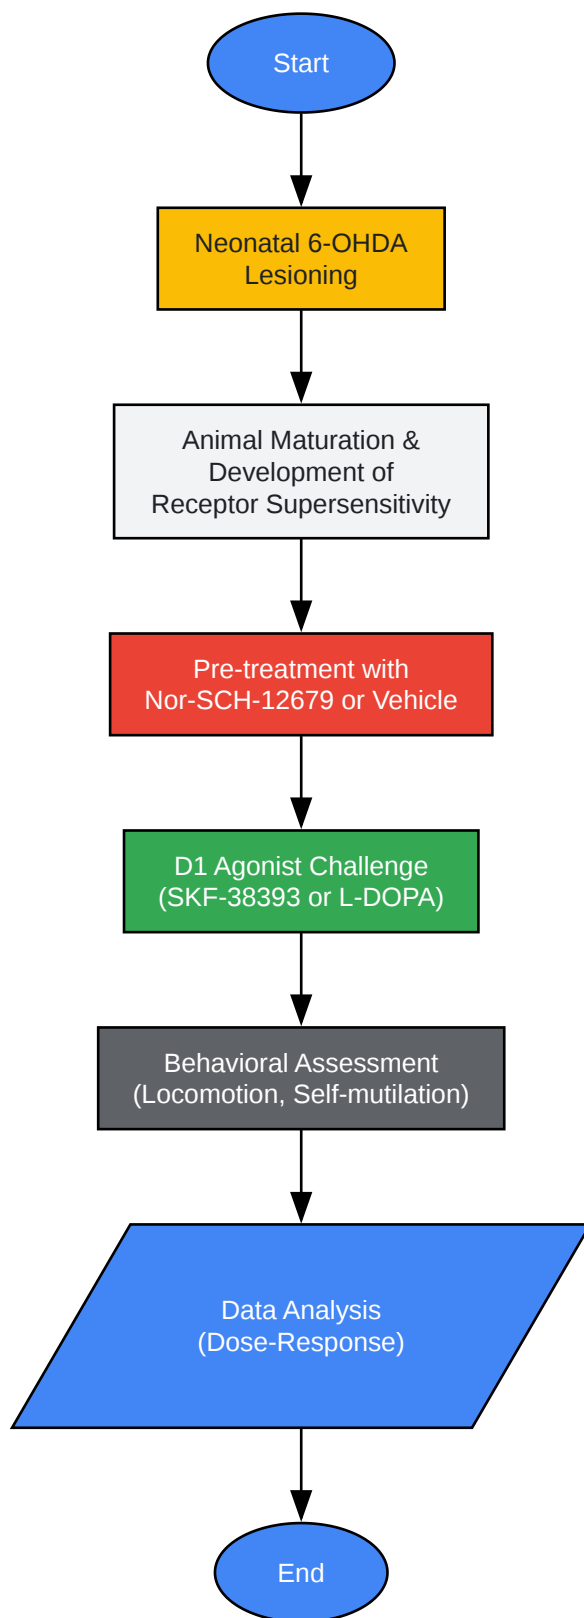 Start
Neonatal 6-OHDA
Lesioning
Animal Maturation &
Development of
Receptor Supersensitivity
Pre-treatment with
Nor-SCH-12679 or Vehicle
D1 Agonist Challenge
(SKF-38393 or L-DOPA)
Behavioral Assessment
(Locomotion, Self-mutilation)
Data Analysis
(Dose-Response)
End